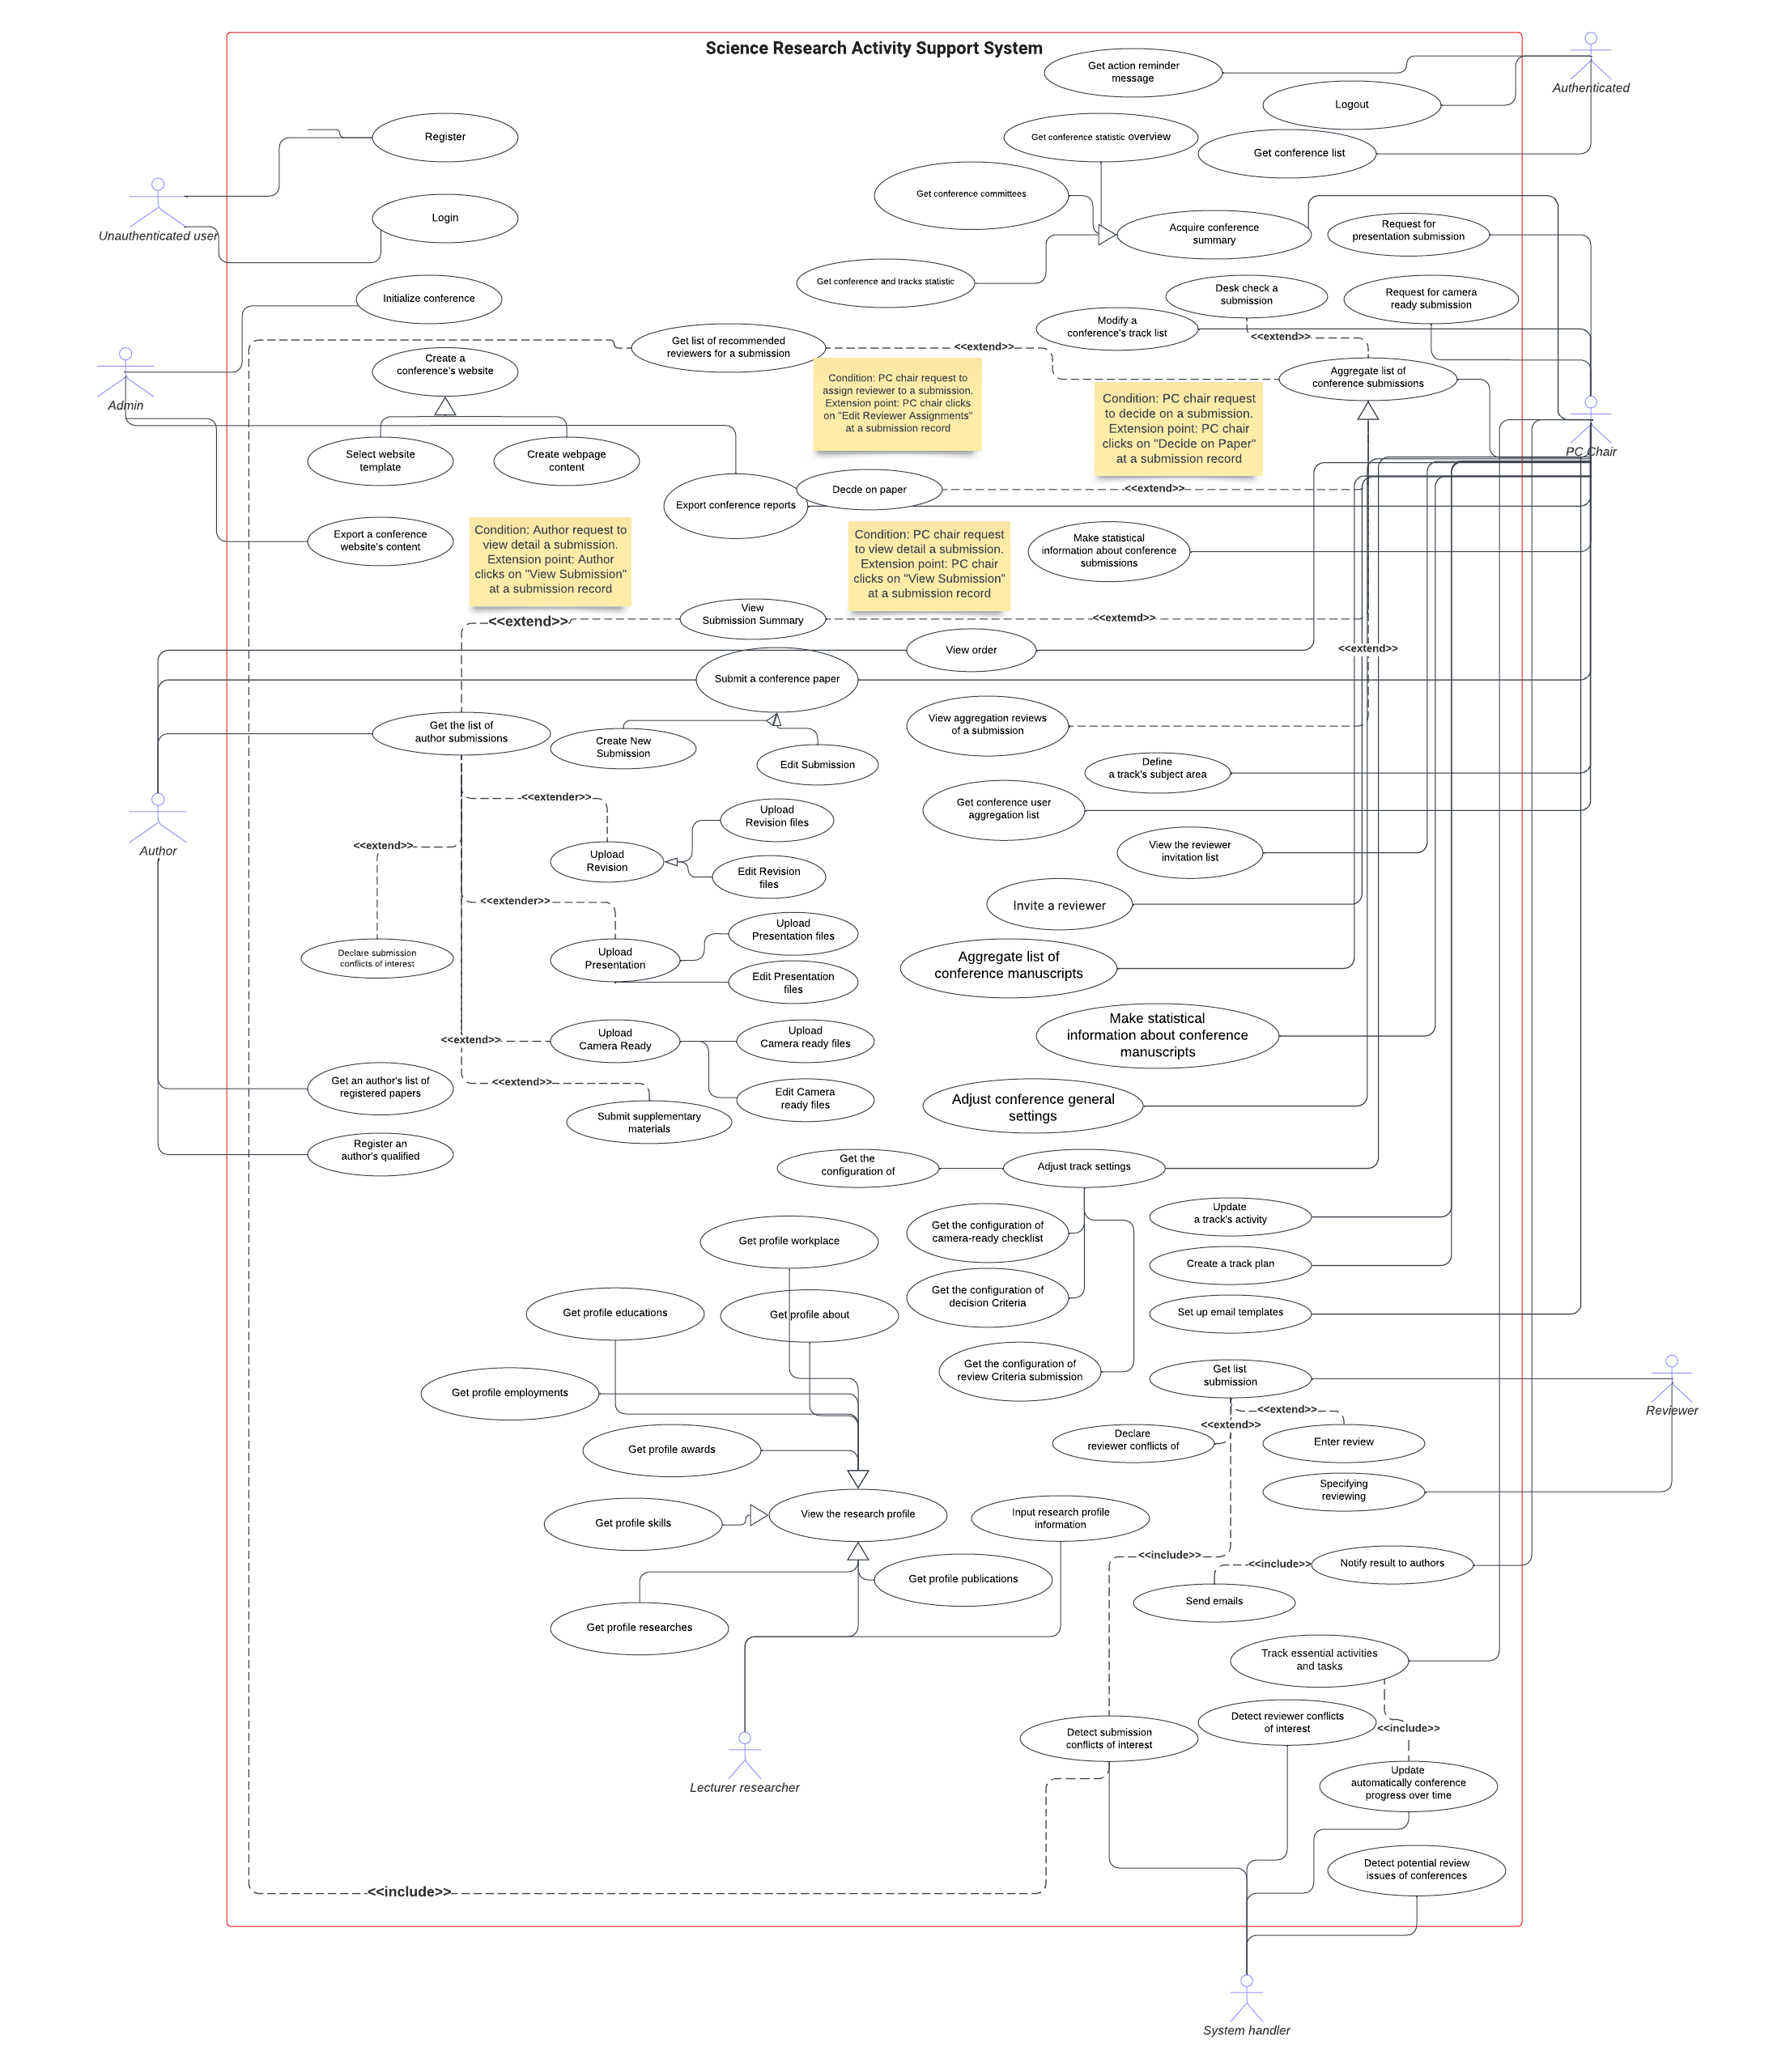 Science Research Activity Support System
Get action reminder
message
Authenticated
Logout
Register
Get conference statistic overview
Get conference list
Get conference committees
Unauthenticated user
Login
Acquire conference
summary
Request for
presentation submission
Get conference and tracks statistic
Initialize conference
Desk check a
submission
Request for camera
ready submission
Modify a
conference's track list
<<extend>>
Get list of recommended
reviewers for a submission
<<extend>>
Admin
Create a
conference's website
Aggregate list of
conference submissions
Condition: PC chair request to
assign reviewer to a submission.
Extension point: PC chair clicks
on "Edit Reviewer Assignments"
at a submission record
Condition: PC chair request
to decide on a submission.
Extension point: PC chair
clicks on "Decide on Paper"
at a submission record
PC Chair
Select website
template
Create webpage
content
Decde on paper
<<extend>>
Export conference reports
Export a conference
website's content
Condition: Author request to
view detail a submission.
Extension point: Author
clicks on "View Submission"
at a submission record
Condition: PC chair request
to view detail a submission.
Extension point: PC chair
clicks on "View Submission"
at a submission record
Make statistical
information about conference
submissions
View
Submission Summary
<<extend>>
<<extemd>>
View order
<<extend>>
Submit a conference paper
Get the list of
author submissions
Create New
Submission
Edit Submission
View aggregation reviews
of a submission
Define
a track's subject area
<<extender>>
Upload
Revision files
Get conference user
aggregation list
Author
<<extend>>
Upload
Revision
Edit Revision
files
View the reviewer
invitation list
<<extender>>
Invite a reviewer
Declare submission
conflicts of interest
Upload
Presentation
Upload
Presentation files
Edit Presentation
files
Aggregate list of
conference manuscripts
<<extend>>
Upload
Camera Ready
Upload
Camera ready files
Make statistical
information about conference
manuscripts
Get an author's list of
registered papers
<<extend>>
Edit Camera
ready files
Submit supplementary
materials
Adjust conference general
settings
Register an
author's qualified
Get the
configuration of
Adjust track settings
Update
a track's activity
Get profile workplace
Get the configuration of
camera-ready checklist
Create a track plan
Get profile educations
Get profile about
Get the configuration of
decision Criteria
Set up email templates
Get profile employments
Get the configuration of
review Criteria submission
Get list
submission
Reviewer
<<extend>>
<<extend>>
Get profile awards
Declare
reviewer conflicts of
Enter review
Specifying
reviewing
Get profile skills
View the research profile
Input research profile
information
<<include>>
<<include>>
Notify result to authors
Get profile publications
Send emails
Get profile researches
Track essential activities
and tasks
Detect submission
conflicts of interest
Detect reviewer conflicts
of interest
<<include>>
Lecturer researcher
Update
automatically conference
progress over time
Detect potential review
issues of conferences
<<include>>
System handler